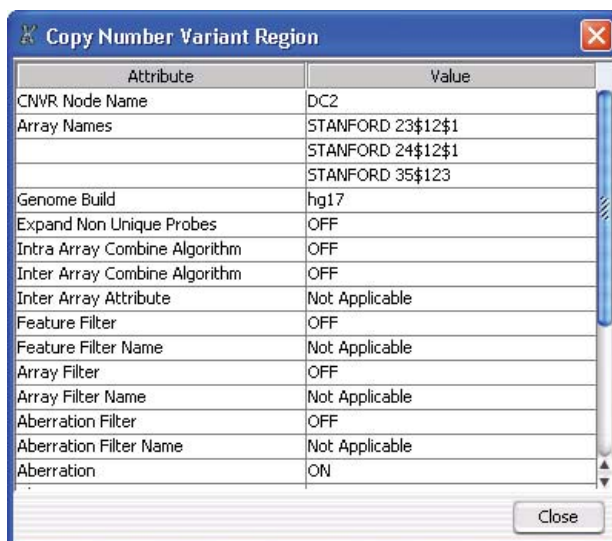 Copy Number Variant Region
Attribute Value
CNVR Node Name DC2
Array Names STANFORD 23$12$1
STANFORD 24$12$1
STANFORD 35$123
Genome Build hg17
Expand Non Unique Probes OFF
Intra Array Combine Algorithm OFF
Inter Array Combine Algorithm OFF
Inter Array Attribute Not Applicable
Feature Filter OFF
Feature Filter Name Not Applicable
Array Filter OFF
Array Filter Name Not Applicable
Aberration Filter OFF
Aberration Filter Name Not Applicable
Aberration ON
Close